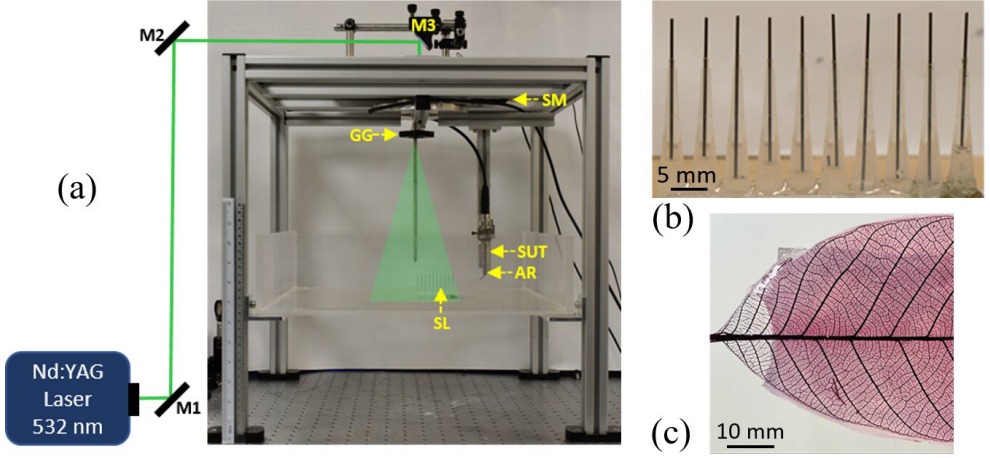 M2
M3
SM
GG
(a)
SUT
AR
SL
Nd:YAG
Laser
532 nm
M1
(b)
5 mm
(c)
10 mm